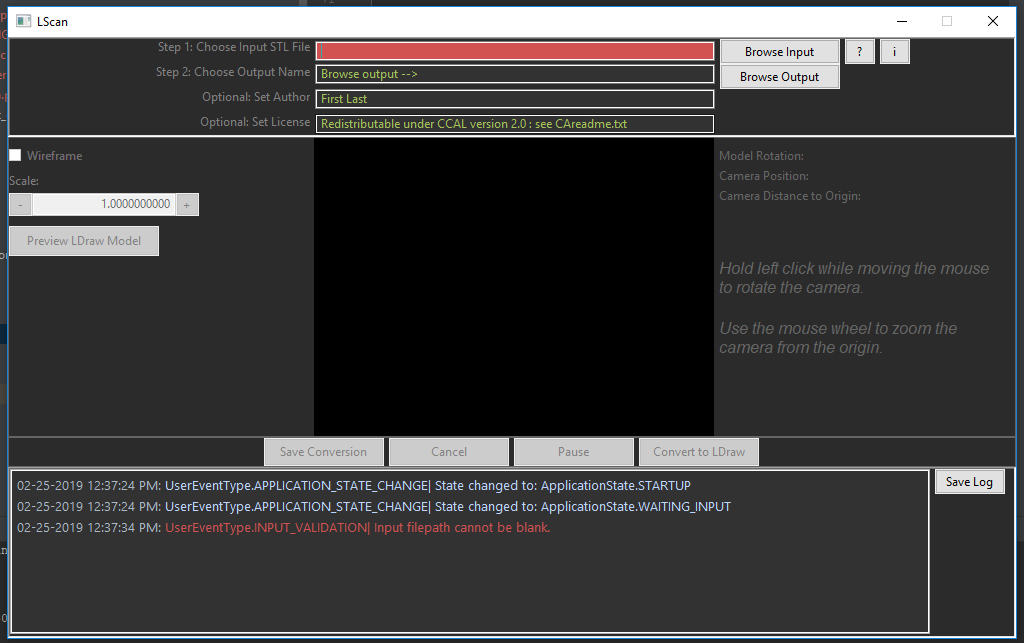 LScan
Step 1: Choose Input STL File
Browse Input
?
i
Step 2: Choose Output Name
Browse output -->
Browse Output
Optional: Set Author
First Last
Optional: Set License
Redistributable under CCAL version 2.0 : see CAreadme.txt
Wireframe
Scale:
- 1.0000000000 +
Preview LDraw Model
Model Rotation:
Camera Position:
Camera Distance to Origin:
Hold left click while moving the mouse
to rotate the camera.
Use the mouse wheel to zoom the
camera from the origin.
Save Conversion
Cancel
Pause
Convert to LDraw
02-25-2019 12:37:24 PM: UserEventType.APPLICATION_STATE_CHANGE| State changed to: ApplicationState.STARTUP
02-25-2019 12:37:24 PM: UserEventType.APPLICATION_STATE_CHANGE| State changed to: ApplicationState.WAITING_INPUT
02-25-2019 12:37:34 PM: UserEventType.INPUT_VALIDATION| Input filepath cannot be blank.
Save Log